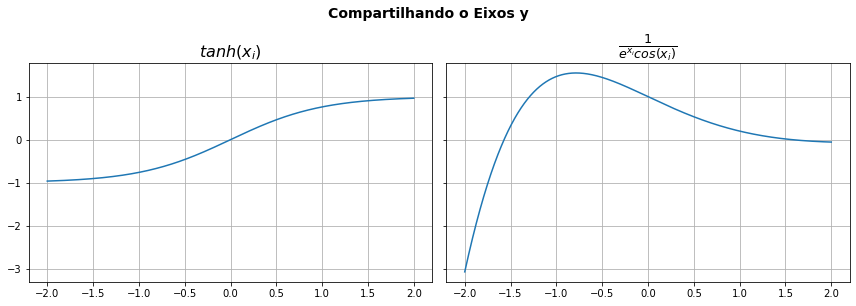 Compartilhando o Eixos y
tanh(x_i)
\frac{1}{e^{x_i}cos(x_i)}
1
0
−1
−2
−3
−2.0 −1.5 −1.0 −0.5 0.0 0.5 1.0 1.5 2.0
−2.0 −1.5 −1.0 −0.5 0.0 0.5 1.0 1.5 2.0